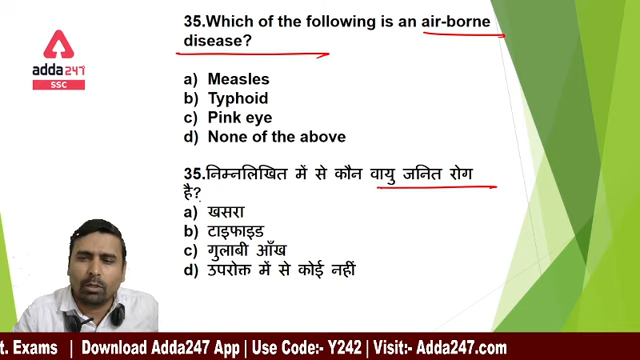 35.Which of the following is an air-borne
disease?
adda247
SSC
a) Measles
b) Typhoid
c) Pink eye
d) None of the above
35.निम्नलिखित में से कौन वायु जनित रोग
है?
a) खसरा
b) टाइफाइड
c) गुलाबी आँख
d) उपरोक्त में से कोई नहीं
t. Exams | Download Adda247 App | Use Code:- Y242 | Visit:- Adda247.com